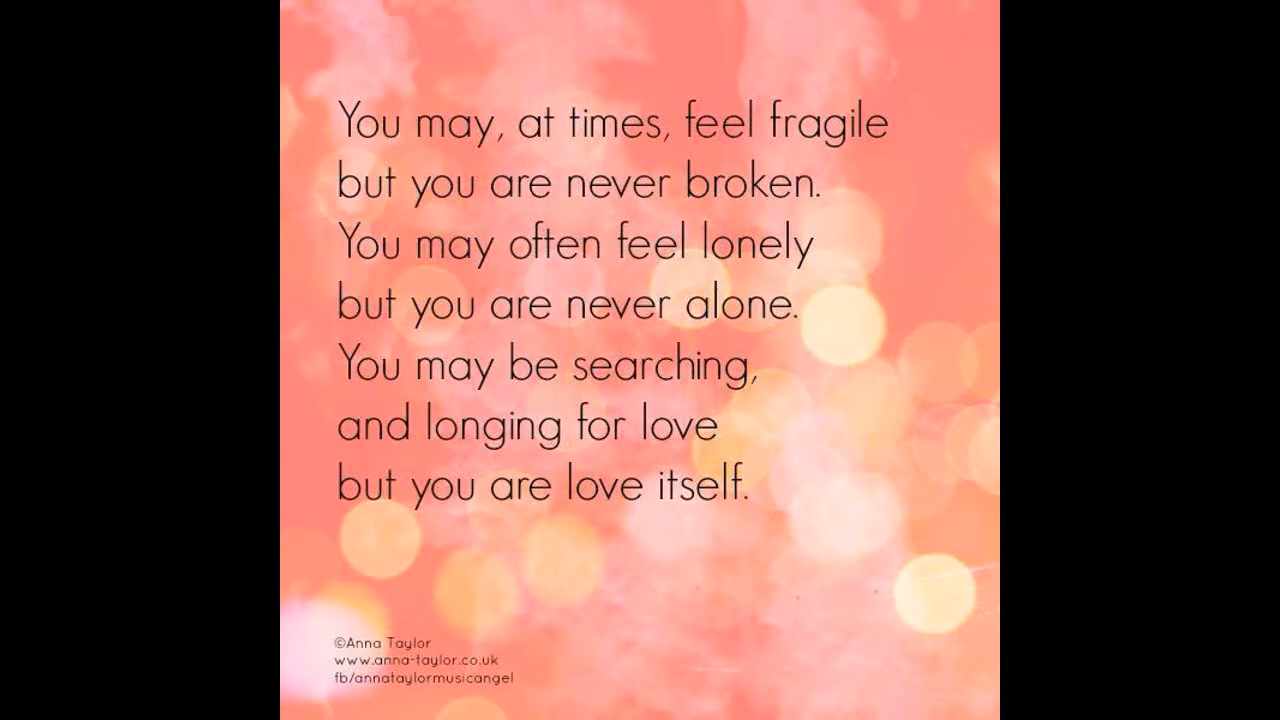 You may, at times, feel fragile
but you are never broken.
You may often feel lonely
but you are never alone.
You may be searching,
and longing for love
but you are love itself.
©Anna Taylor
www.anna-taylor.co.uk
fb/annataylormusicangel